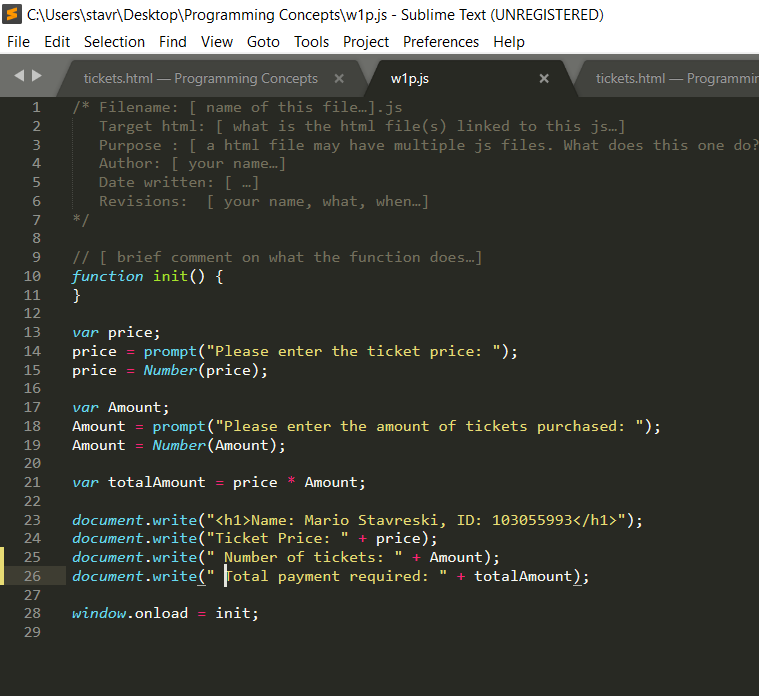 C:\Users\stavr\Desktop\Programming Concepts\w1p.js - Sublime Text (UNREGISTERED)
File Edit Selection Find View Goto Tools Project Preferences Help
tickets.html — Programming Concepts × w1p.js × tickets.html — Programmin
1 /* Filename: [ name of this file…].js
2 Target html: [ what is the html file(s) linked to this js…]
3 Purpose : [ a html file may have multiple js files. What does this one do?
4 Author: [ your name…]
5 Date written: [ …]
6 Revisions:  [ your name, what, when…]
7 */
8
9 // [ brief comment on what the function does…]
10 function init() {
11 }
12
13 var price;
14 price = prompt("Please enter the ticket price: ");
15 price = Number(price);
16
17 var Amount;
18 Amount = prompt("Please enter the amount of tickets purchased: ");
19 Amount = Number(Amount);
20
21 var totalAmount = price * Amount;
22
23 document.write("<h1>Name: Mario Stavreski, ID: 103055993</h1>");
24 document.write("Ticket Price: " + price);
25 document.write(" Number of tickets: " + Amount);
26 document.write(" Total payment required: " + totalAmount);
27
28 window.onload = init;
29